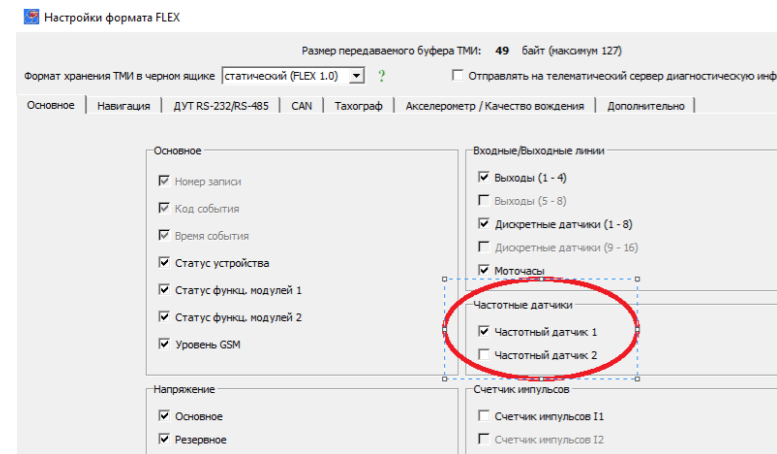 Настройки формата FLEX
Размер передаваемого буфера ТМИ: 49 байт (максимум 127)
Формат хранения ТМИ в черном ящике статический (FLEX 1.0) ? Отправлять на телематический сервер диагностическую инф
Основное Навигация ДУТ RS-232/RS-485 CAN Тахограф Акселерометр / Качество вождения Дополнительно
Основное
Номер записи
Код события
Время события
Статус устройства
Статус функц. модулей 1
Статус функц. модулей 2
Уровень GSM
Напряжение
Основное
Резервное
Входные/Выходные линии
Выходы (1 - 4)
Выходы (5 - 8)
Дискретные датчики (1 - 8)
Дискретные датчики (9 - 16)
Моточасы
Частотные датчики
Частотный датчик 1
Частотный датчик 2
Счетчик импульсов
Счетчик импульсов I1
Счетчик импульсов I2